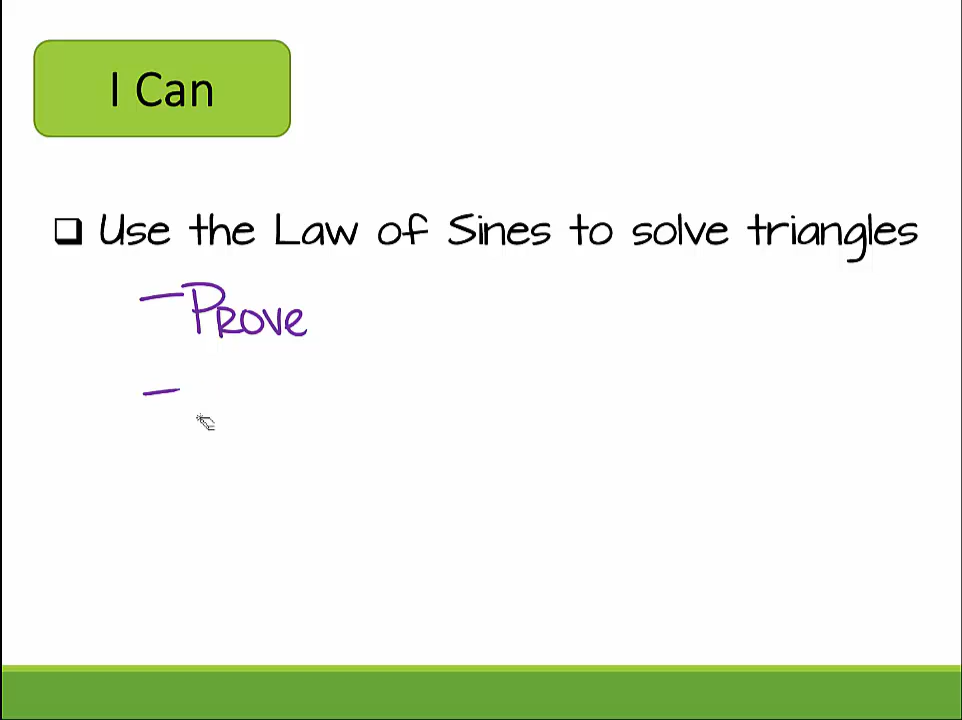 I Can
❑ Use the Law of Sines to solve triangles
- Prove
-